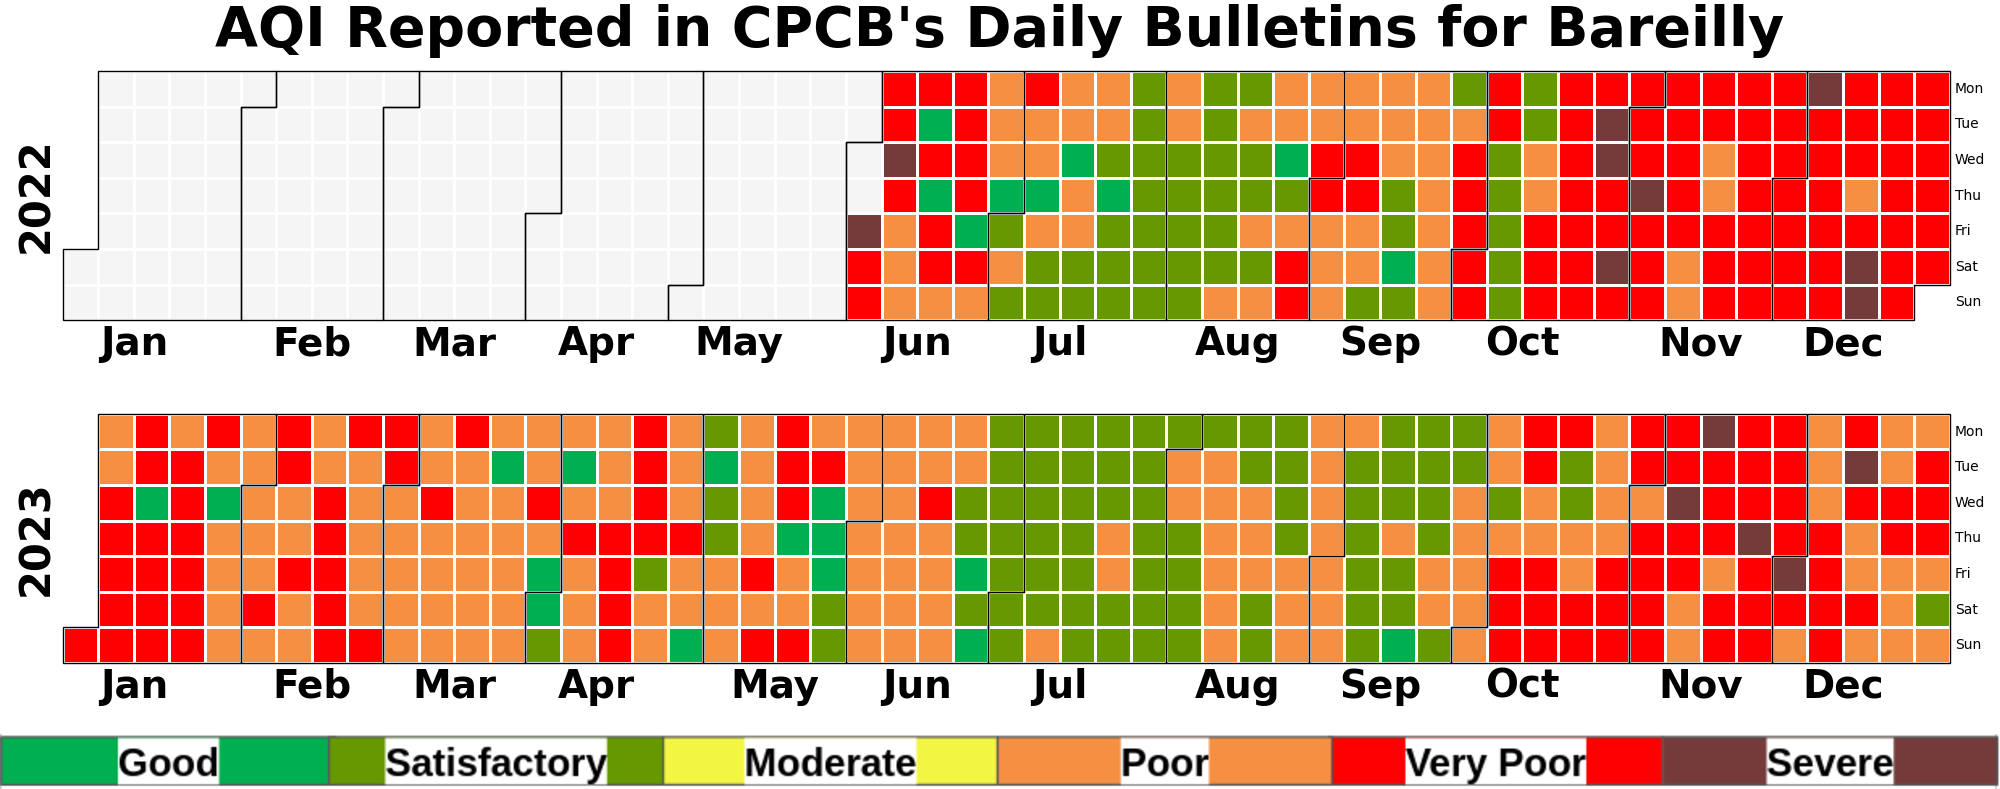 AQI Reported in CPCB's Daily Bulletins for Bareilly
2022
Mon
Tue
Wed
Thu
Fri
Sat
Sun
Jan Feb Mar Apr May Jun Jul Aug Sep Oct Nov Dec
2023
Mon
Tue
Wed
Thu
Fri
Sat
Sun
Jan Feb Mar Apr May Jun Jul Aug Sep Oct Nov Dec
Good Satisfactory Moderate Poor Very Poor Severe